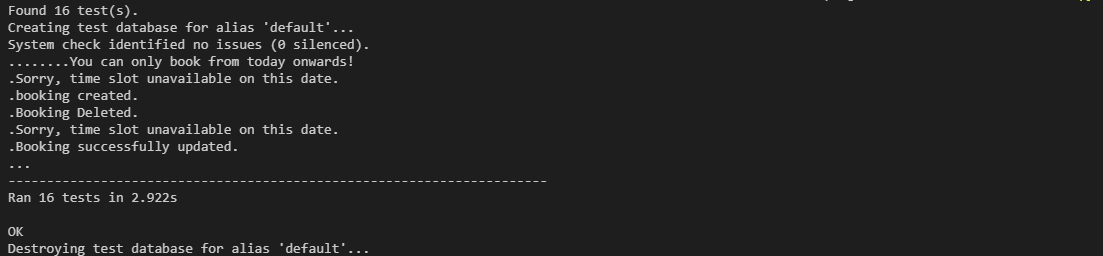 Found 16 test(s).
Creating test database for alias 'default'...
System check identified no issues (0 silenced).
........You can only book from today onwards!
.Sorry, time slot unavailable on this date.
.booking created.
.Booking Deleted.
.Sorry, time slot unavailable on this date.
.Booking successfully updated.
...
----------------------------------------------------------------------
Ran 16 tests in 2.922s

OK
Destroying test database for alias 'default'...